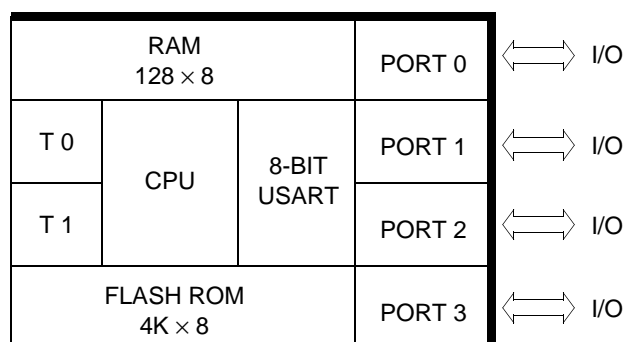 RAM
128 × 8
PORT 0
I/O
T 0
CPU
8-BIT
USART
PORT 1
I/O
T 1
PORT 2
I/O
FLASH ROM
4K × 8
PORT 3
I/O